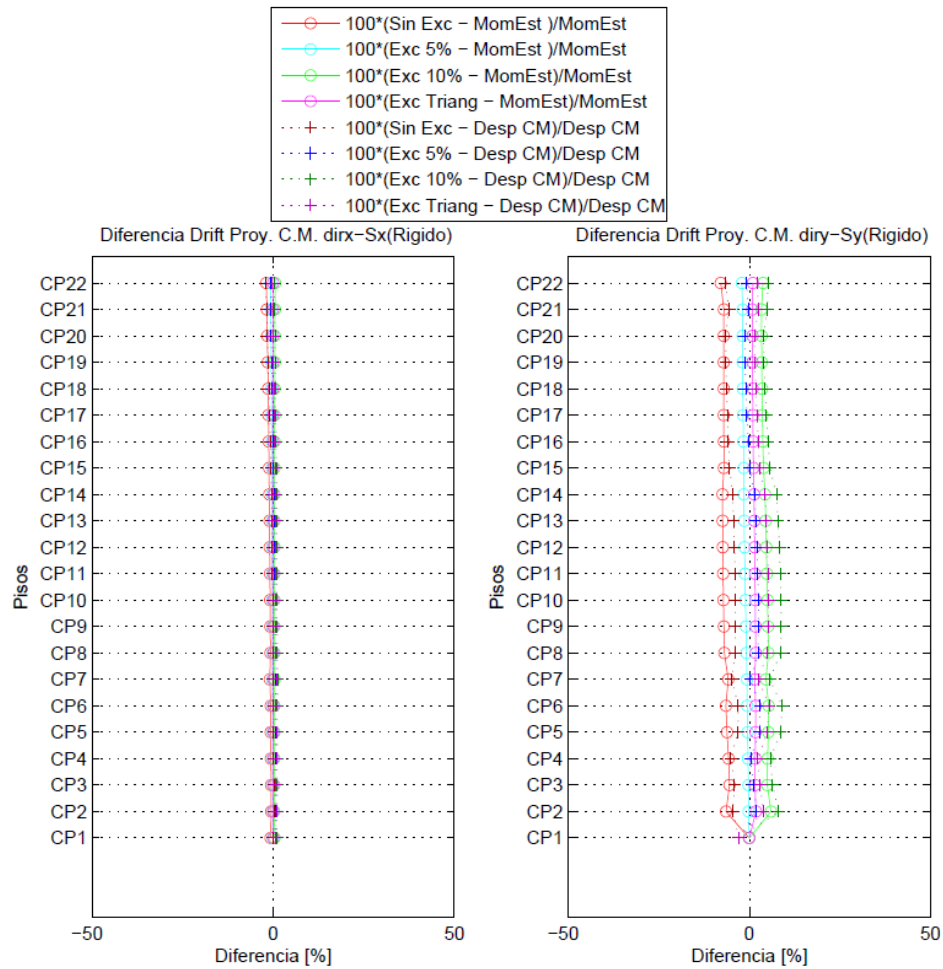 100*(Sin Exc − MomEst )/MomEst
100*(Exc 5% − MomEst )/MomEst
100*(Exc 10% − MomEst)/MomEst
100*(Exc Triang − MomEst)/MomEst
100*(Sin Exc − Desp CM)/Desp CM
100*(Exc 5% − Desp CM)/Desp CM
100*(Exc 10% − Desp CM)/Desp CM
100*(Exc Triang − Desp CM)/Desp CM
Diferencia Drift Proy. C.M. dirx−Sx(Rigido)
CP22
CP21
CP20
CP19
CP18
CP17
CP16
CP15
CP14
CP13
CP12
CP11
CP10
CP9
CP8
CP7
CP6
CP5
CP4
CP3
CP2
CP1
Pisos
−50 0 50
Diferencia [%]
Diferencia Drift Proy. C.M. diry−Sy(Rigido)
CP22
CP21
CP20
CP19
CP18
CP17
CP16
CP15
CP14
CP13
CP12
CP11
CP10
CP9
CP8
CP7
CP6
CP5
CP4
CP3
CP2
CP1
Pisos
−50 0 50
Diferencia [%]